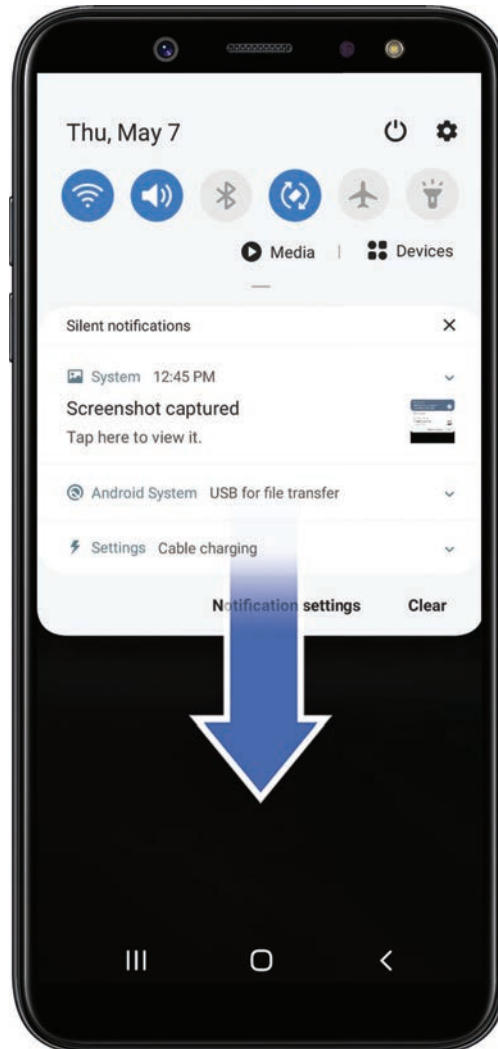 Thu, May 7
Media | Devices
Silent notifications
System 12:45 PM
Screenshot captured
Tap here to view it.
Android System USB for file transfer
Settings Cable charging
Notification settings Clear